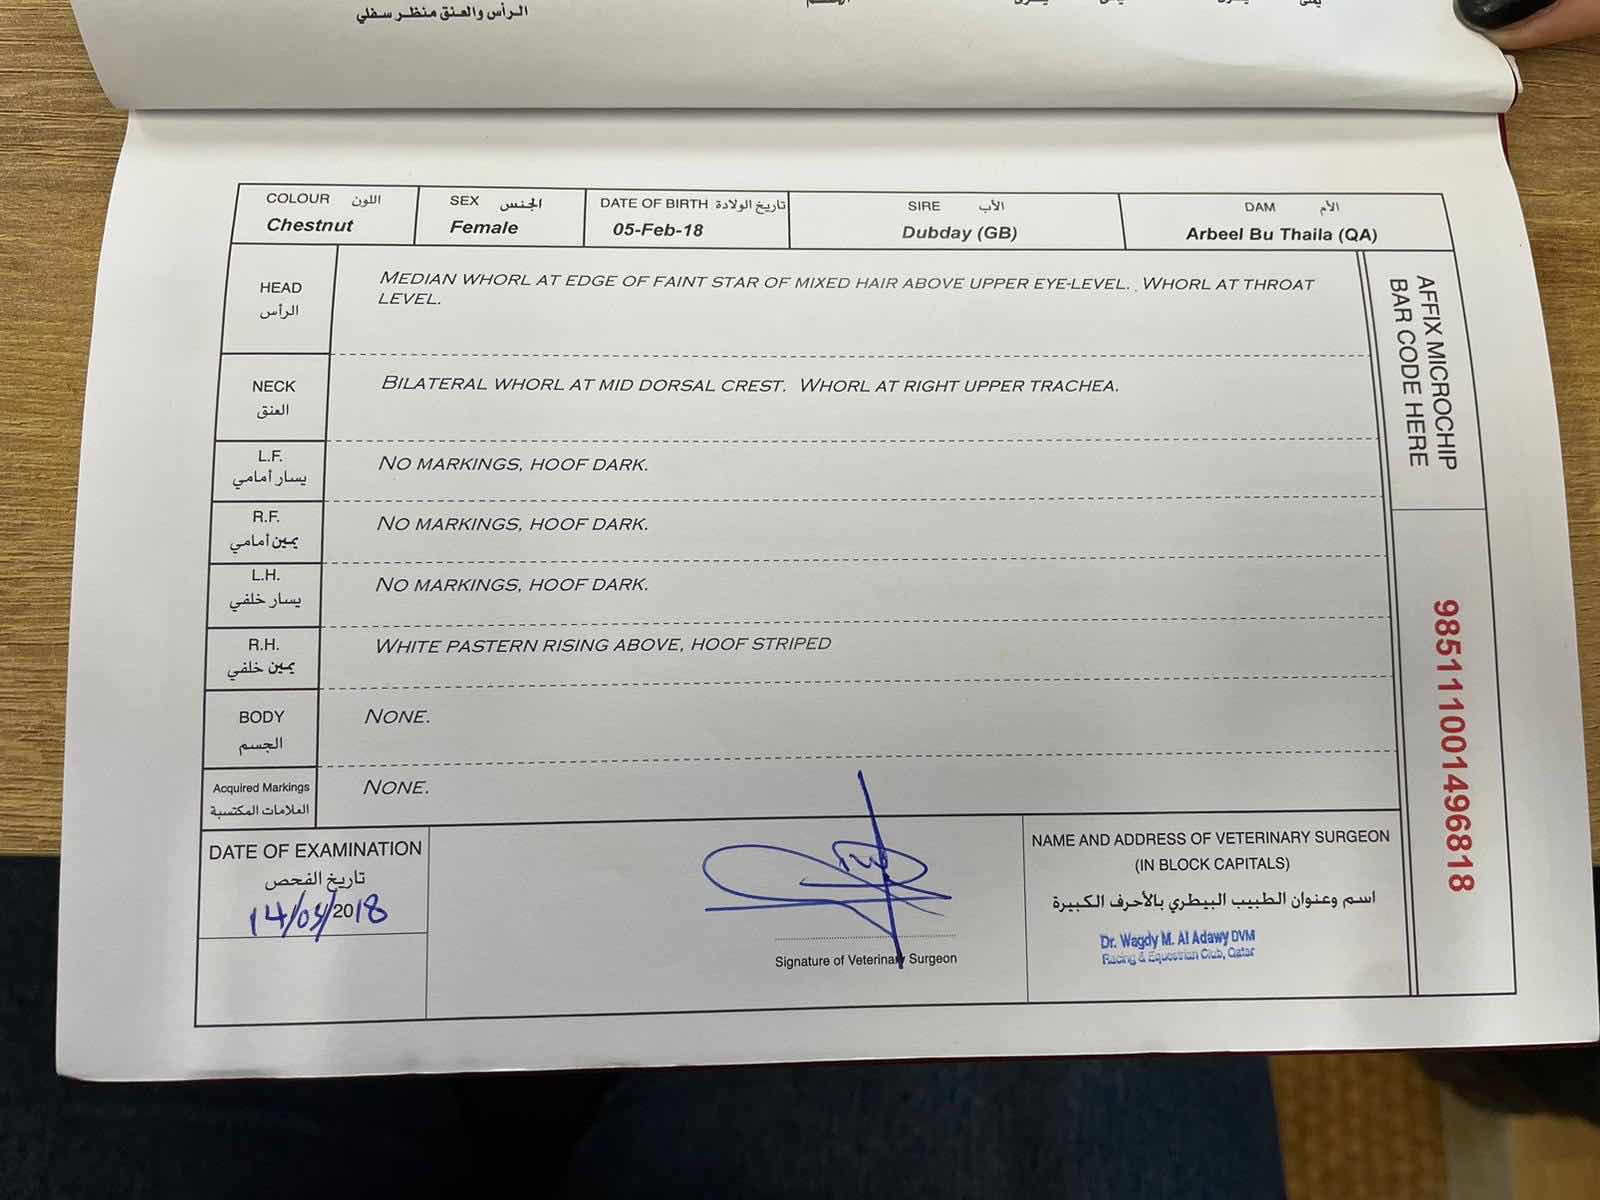 الرأس والعنق منظر سفلي
COLOUR اللون
Chestnut
SEX الجنس
Female
DATE OF BIRTH تاريخ الولادة
05-Feb-18
SIRE الأب
Dubday (GB)
DAM الأم
Arbeel Bu Thaila (QA)
HEAD
الرأس
MEDIAN WHORL AT EDGE OF FAINT STAR OF MIXED HAIR ABOVE UPPER EYE-LEVEL. WHORL AT THROAT
LEVEL.
NECK
العنق
BILATERAL WHORL AT MID DORSAL CREST. WHORL AT RIGHT UPPER TRACHEA.
L.F.
يسار أمامي
NO MARKINGS, HOOF DARK.
R.F.
يمين أمامي
NO MARKINGS, HOOF DARK.
L.H.
يسار خلفي
NO MARKINGS, HOOF DARK.
R.H.
يمين خلفي
WHITE PASTERN RISING ABOVE, HOOF STRIPED
BODY
الجسم
NONE.
Acquired Markings
العلامات المكتسبة
NONE.
AFFIX MICROCHIP
BAR CODE HERE
985111001496818
DATE OF EXAMINATION
تاريخ الفحص
14/05/2018
Signature of Veterinary Surgeon
NAME AND ADDRESS OF VETERINARY SURGEON
(IN BLOCK CAPITALS)
اسم وعنوان الطبيب البيطري بالأحرف الكبيرة
Dr. Wagdy M. Al Adawy DVM
Racing & Equestrian Club, Qatar